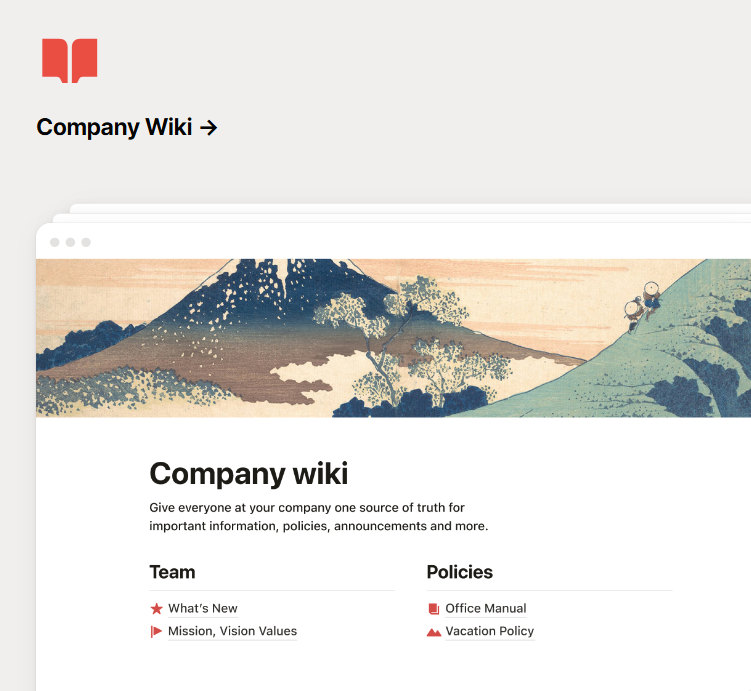 Company Wiki →
Company wiki
Give everyone at your company one source of truth for
important information, policies, announcements and more.
Team
What’s New
Mission, Vision Values
Policies
Office Manual
Vacation Policy